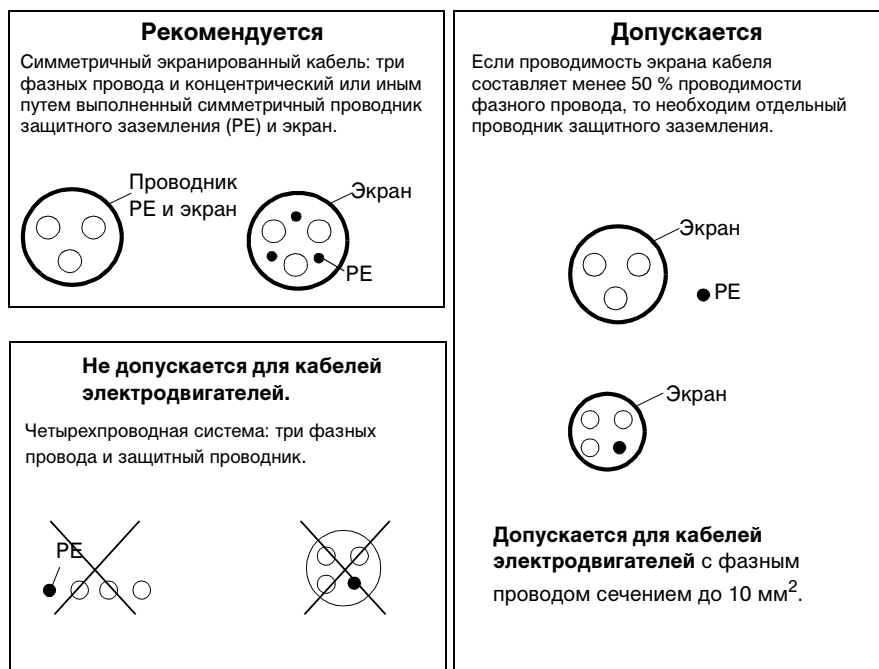 Рекомендуется
Симметричный экранированный кабель: три
фазных провода и концентрический или иным
путем выполненный симметричный проводник
защитного заземления (PE) и экран.
Проводник
PE и экран
Экран
PE
Не допускается для кабелей
электродвигателей.
Четырехпроводная система: три фазных
провода и защитный проводник.
PE
Допускается
Если проводимость экрана кабеля
составляет менее 50 % проводимости
фазного провода, то необходим отдельный
проводник защитного заземления.
Экран
PE
Экран
Допускается для кабелей
электродвигателей с фазным
проводом сечением до 10 мм².